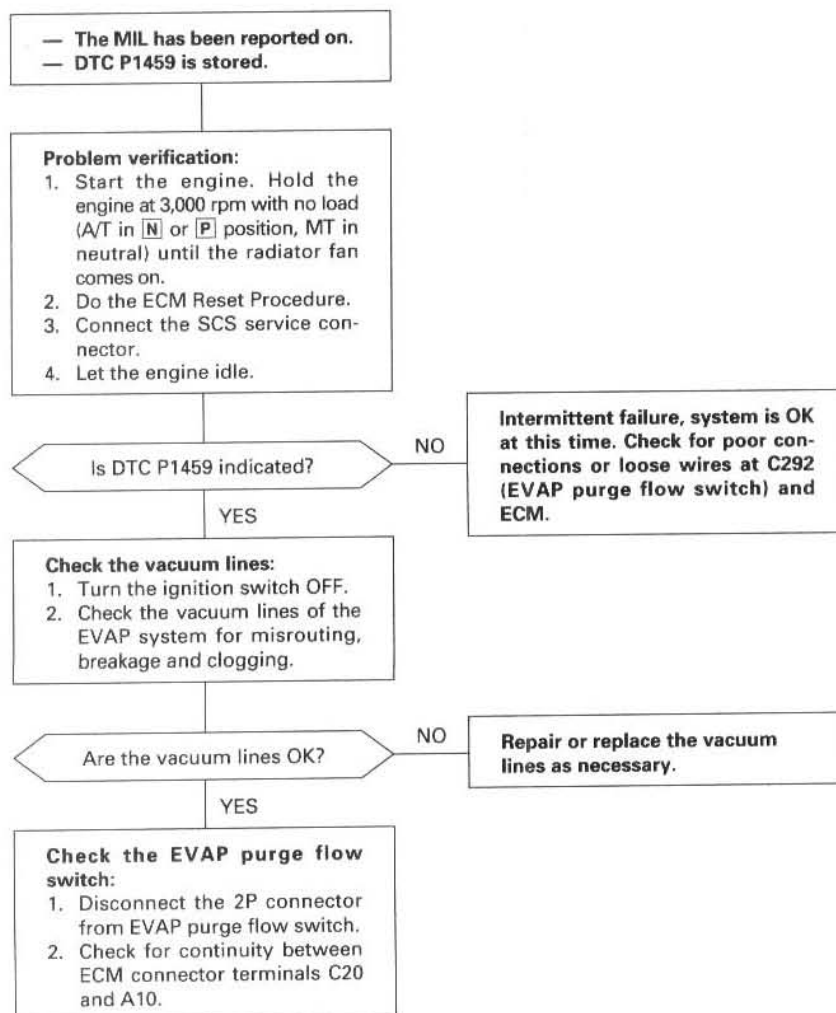 — The MIL has been reported on.
— DTC P1459 is stored.
Problem verification:
1. Start the engine. Hold the
engine at 3,000 rpm with no load
(A/T in N or P position, MT in
neutral) until the radiator fan
comes on.
2. Do the ECM Reset Procedure.
3. Connect the SCS service con-
nector.
4. Let the engine idle.
Is DTC P1459 indicated?
NO
Intermittent failure, system is OK
at this time. Check for poor con-
nections or loose wires at C292
(EVAP purge flow switch) and
ECM.
YES
Check the vacuum lines:
1. Turn the ignition switch OFF.
2. Check the vacuum lines of the
EVAP system for misrouting,
breakage and clogging.
Are the vacuum lines OK?
NO
Repair or replace the vacuum
lines as necessary.
YES
Check the EVAP purge flow
switch:
1. Disconnect the 2P connector
from EVAP purge flow switch.
2. Check for continuity between
ECM connector terminals C20
and A10.